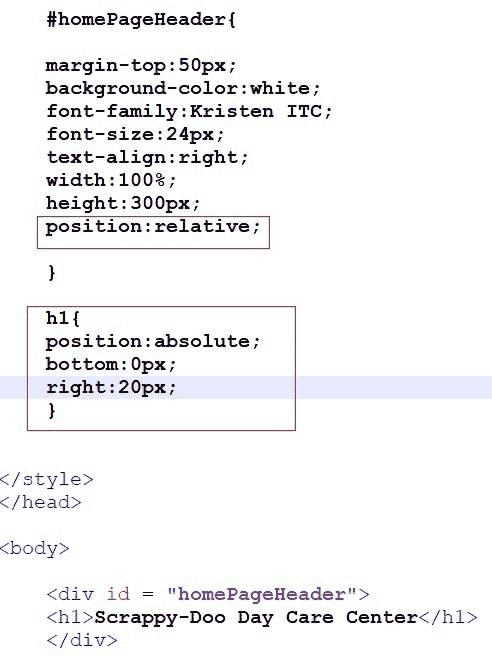 #homePageHeader{
margin-top:50px;
background-color:white;
font-family:Kristen ITC;
font-size:24px;
text-align:right;
width:100%;
height:300px;
position:relative;
}
h1{
position:absolute;
bottom:0px;
right:20px;
}
</style>
</head>
<body>
<div id = "homePageHeader">
<h1>Scrappy-Doo Day Care Center</h1>
</div>